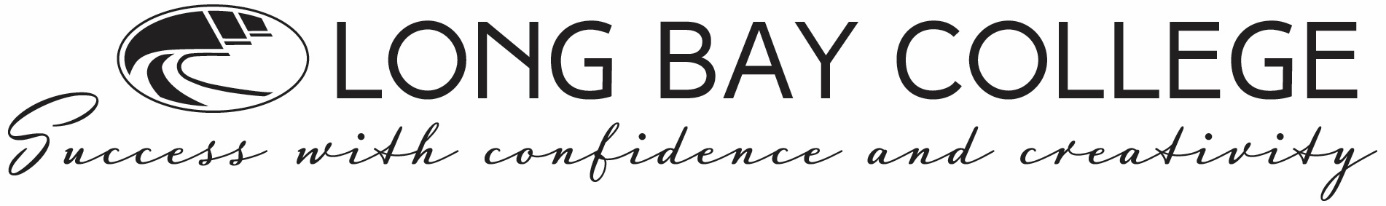 LONG BAY COLLEGE
Success with confidence and creativity